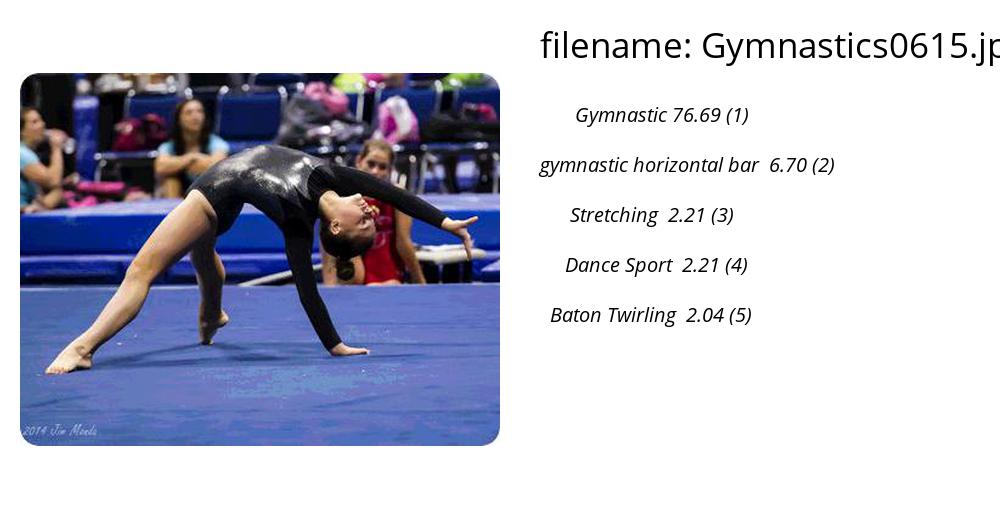 filename: Gymnastics0615.jp
Gymnastic 76.69 (1)
gymnastic horizontal bar 6.70 (2)
Stretching 2.21 (3)
Dance Sport 2.21 (4)
Baton Twirling 2.04 (5)
2014 Jim Monda